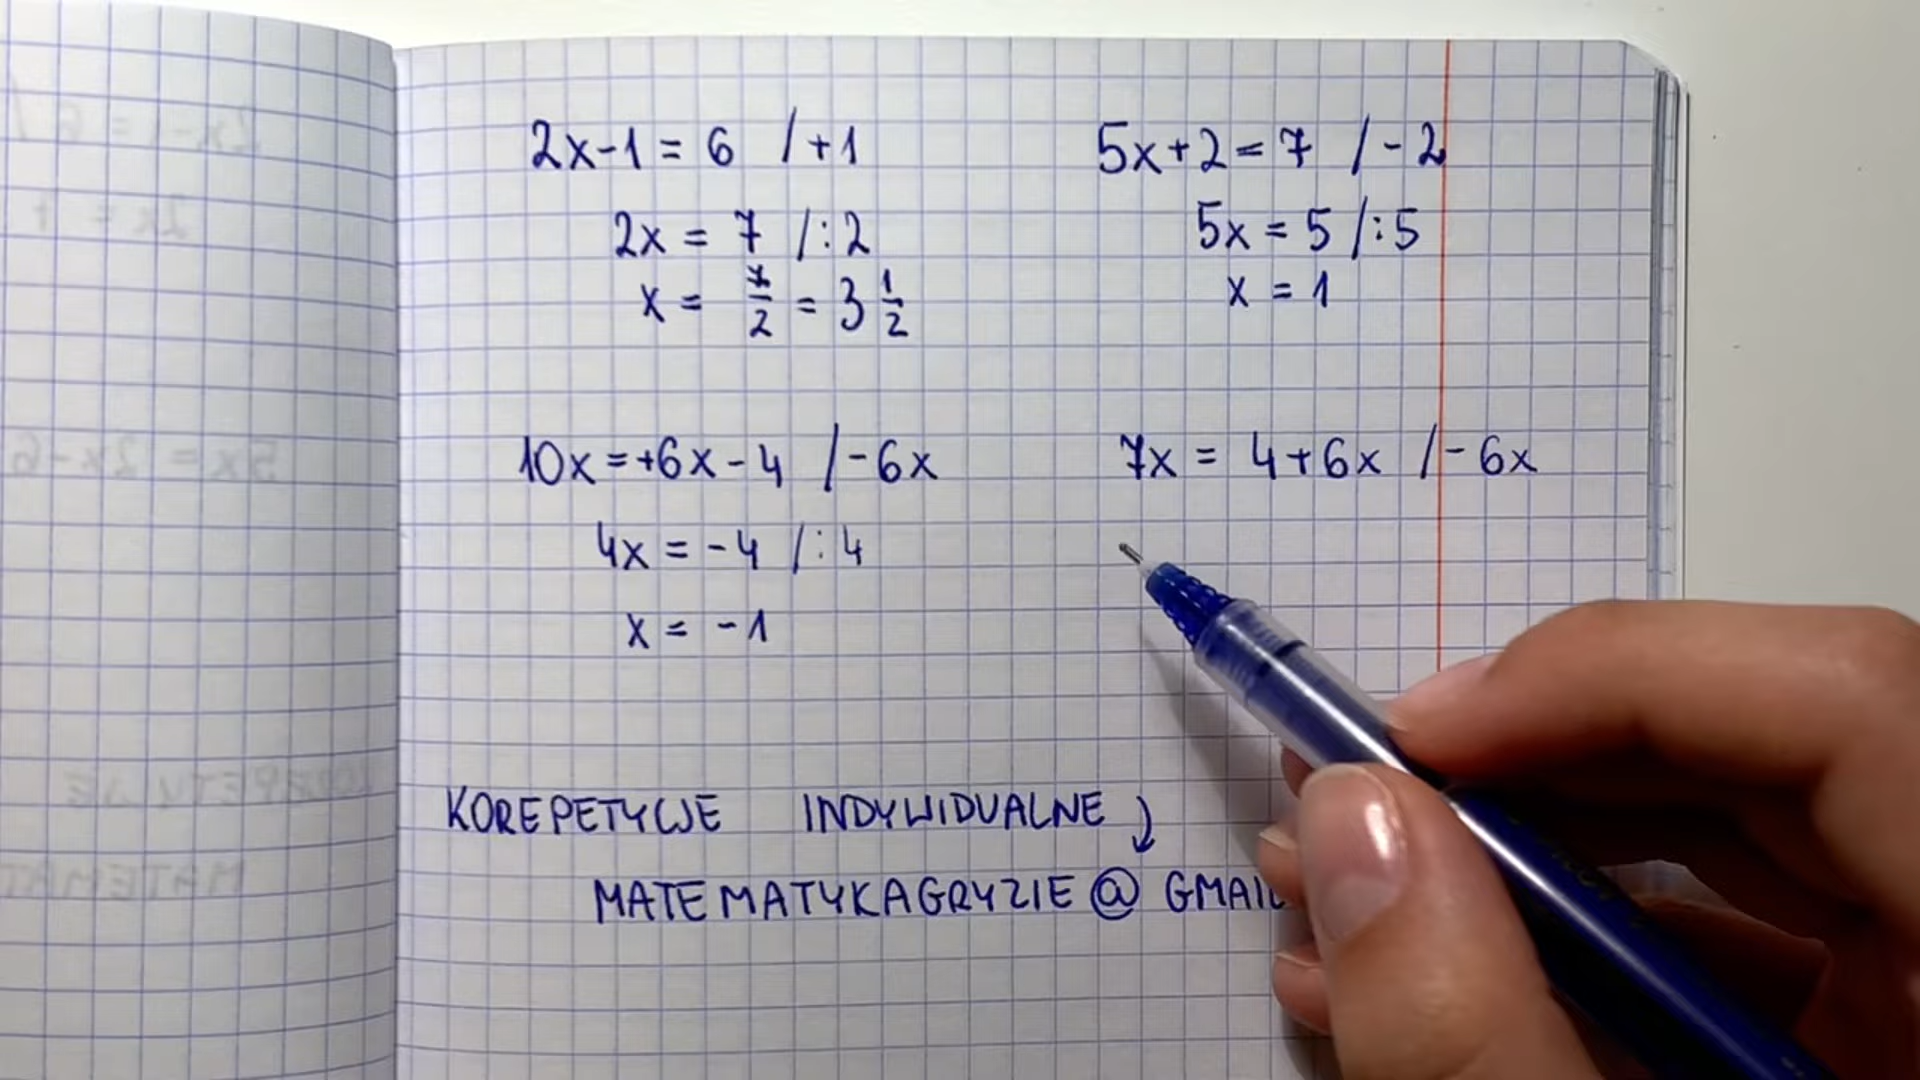 2x-1 = 6 /+1
2x = 7 /:2
x = 7/2 = 3 1/2
5x+2=7 /-2
5x = 5 /:5
x = 1
10x=+6x-4 /-6x
4x = -4 /:4
x = -1
7x = 4+6x /-6x
KOREPETYCJE INDYWIDUALNE
MATEMATYKAGRYZIE@GMAIL